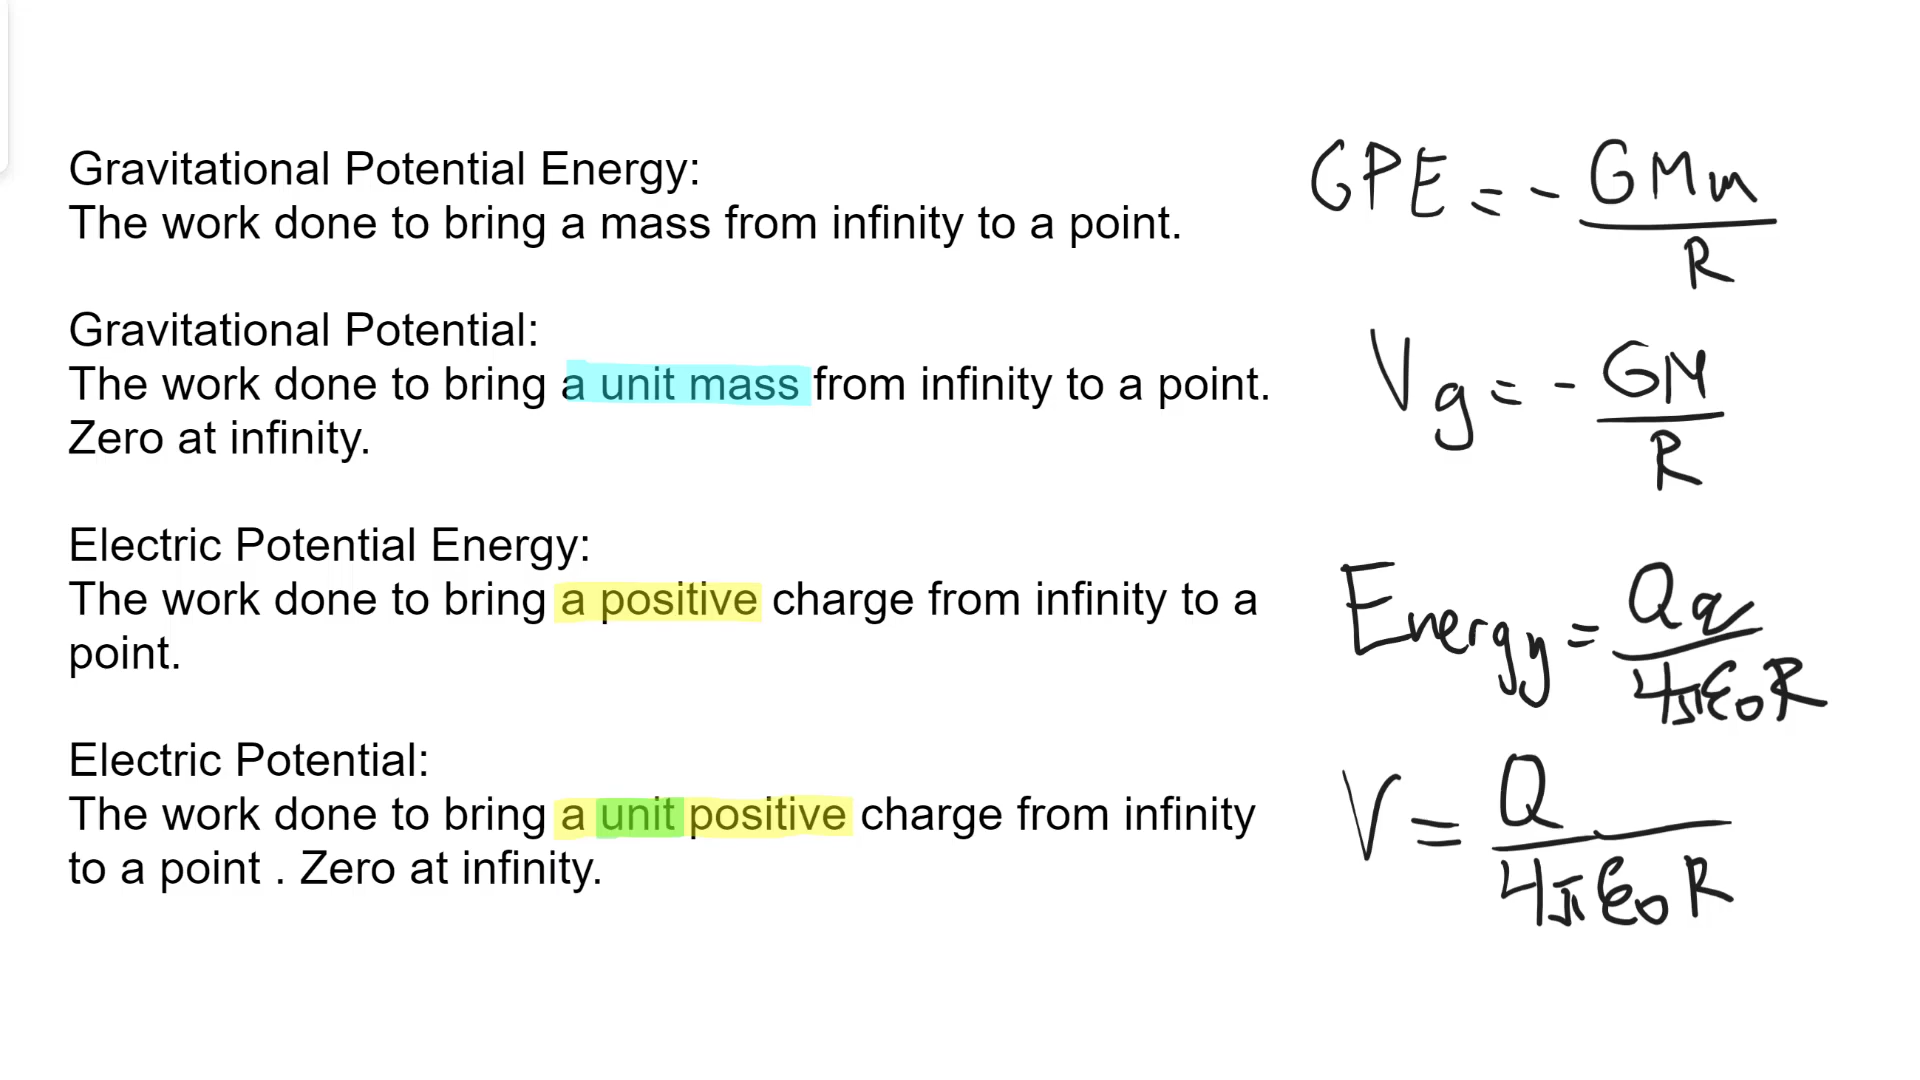 Gravitational Potential Energy:
The work done to bring a mass from infinity to a point.
GPE = - GMm / R
Gravitational Potential:
The work done to bring a unit mass from infinity to a point.
Zero at infinity.
Vg = - GM / R
Electric Potential Energy:
The work done to bring a positive charge from infinity to a
point.
Energy = Qq / 4πε0R
Electric Potential:
The work done to bring a unit positive charge from infinity
to a point . Zero at infinity.
V = Q / 4πε0R